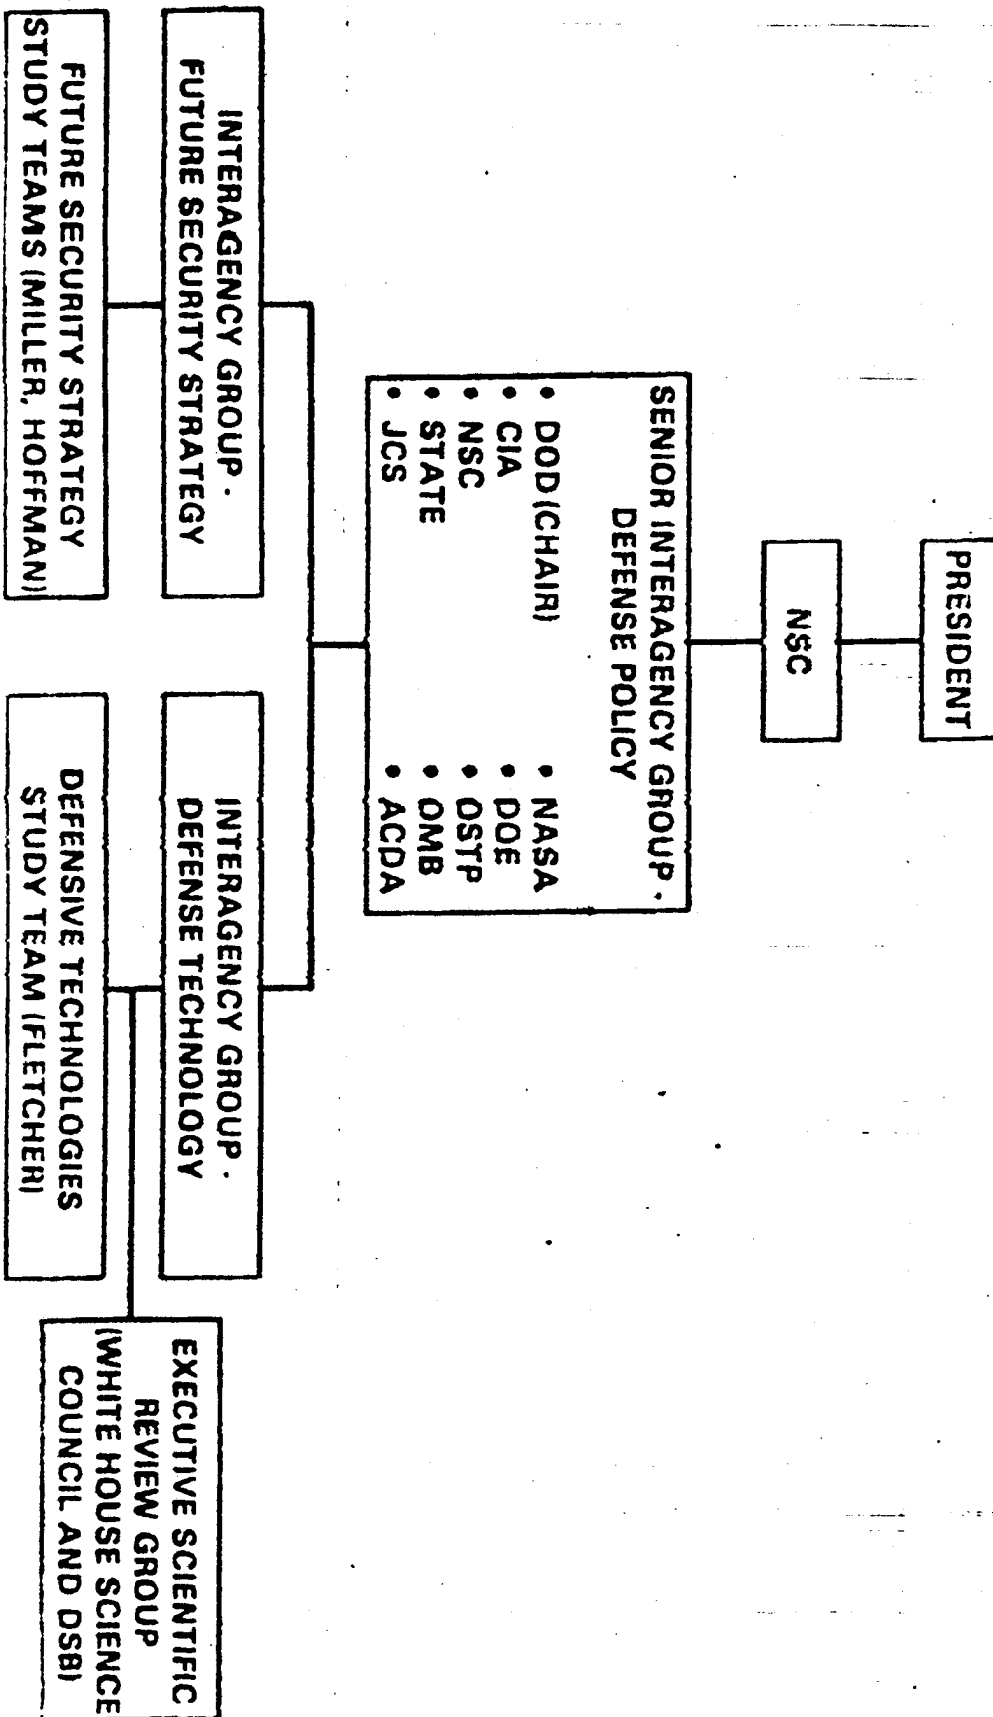 PRESIDENT
NSC
SENIOR INTERAGENCY GROUP -
DEFENSE POLICY
• DOD (CHAIR)
• CIA
• NSC
• STATE
• JCS
• NASA
• DOE
• OSTP
• OMB
• ACDA
INTERAGENCY GROUP -
FUTURE SECURITY STRATEGY
INTERAGENCY GROUP -
DEFENSE TECHNOLOGY
FUTURE SECURITY STRATEGY
STUDY TEAMS (MILLER, HOFFMAN)
DEFENSIVE TECHNOLOGIES
STUDY TEAM (FLETCHER)
EXECUTIVE SCIENTIFIC
REVIEW GROUP
(WHITE HOUSE SCIENCE
COUNCIL AND DSB)